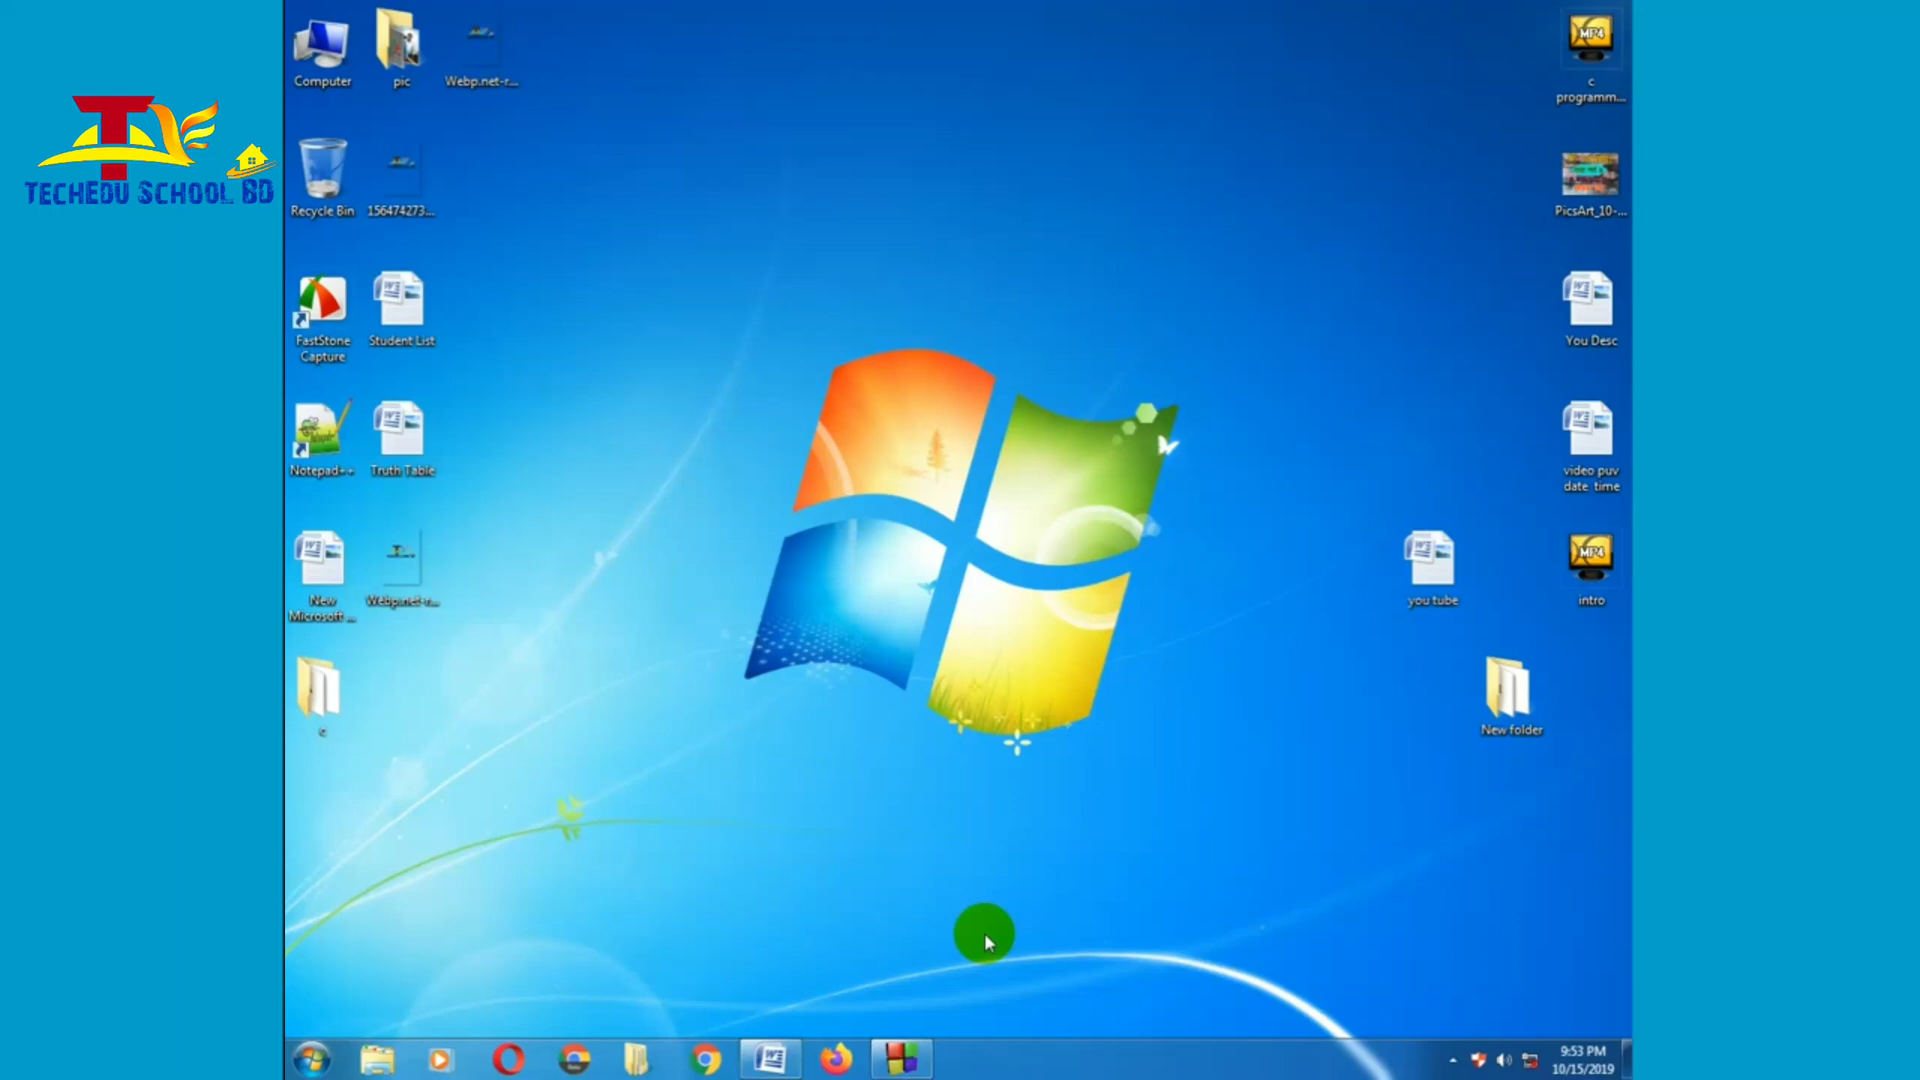 TECHEDU SCHOOL BD
Computer
pic
Webp.net-r...
Recycle Bin
156474273...
FastStone
Capture
Student List
Notepad++
Truth Table
New
Microsoft ...
Webp.net-r...
c
MP4
c
programm...
PicsArt_10-...
You Desc
video puv
date time
you tube
MP4
intro
New folder
9:53 PM
10/15/2019